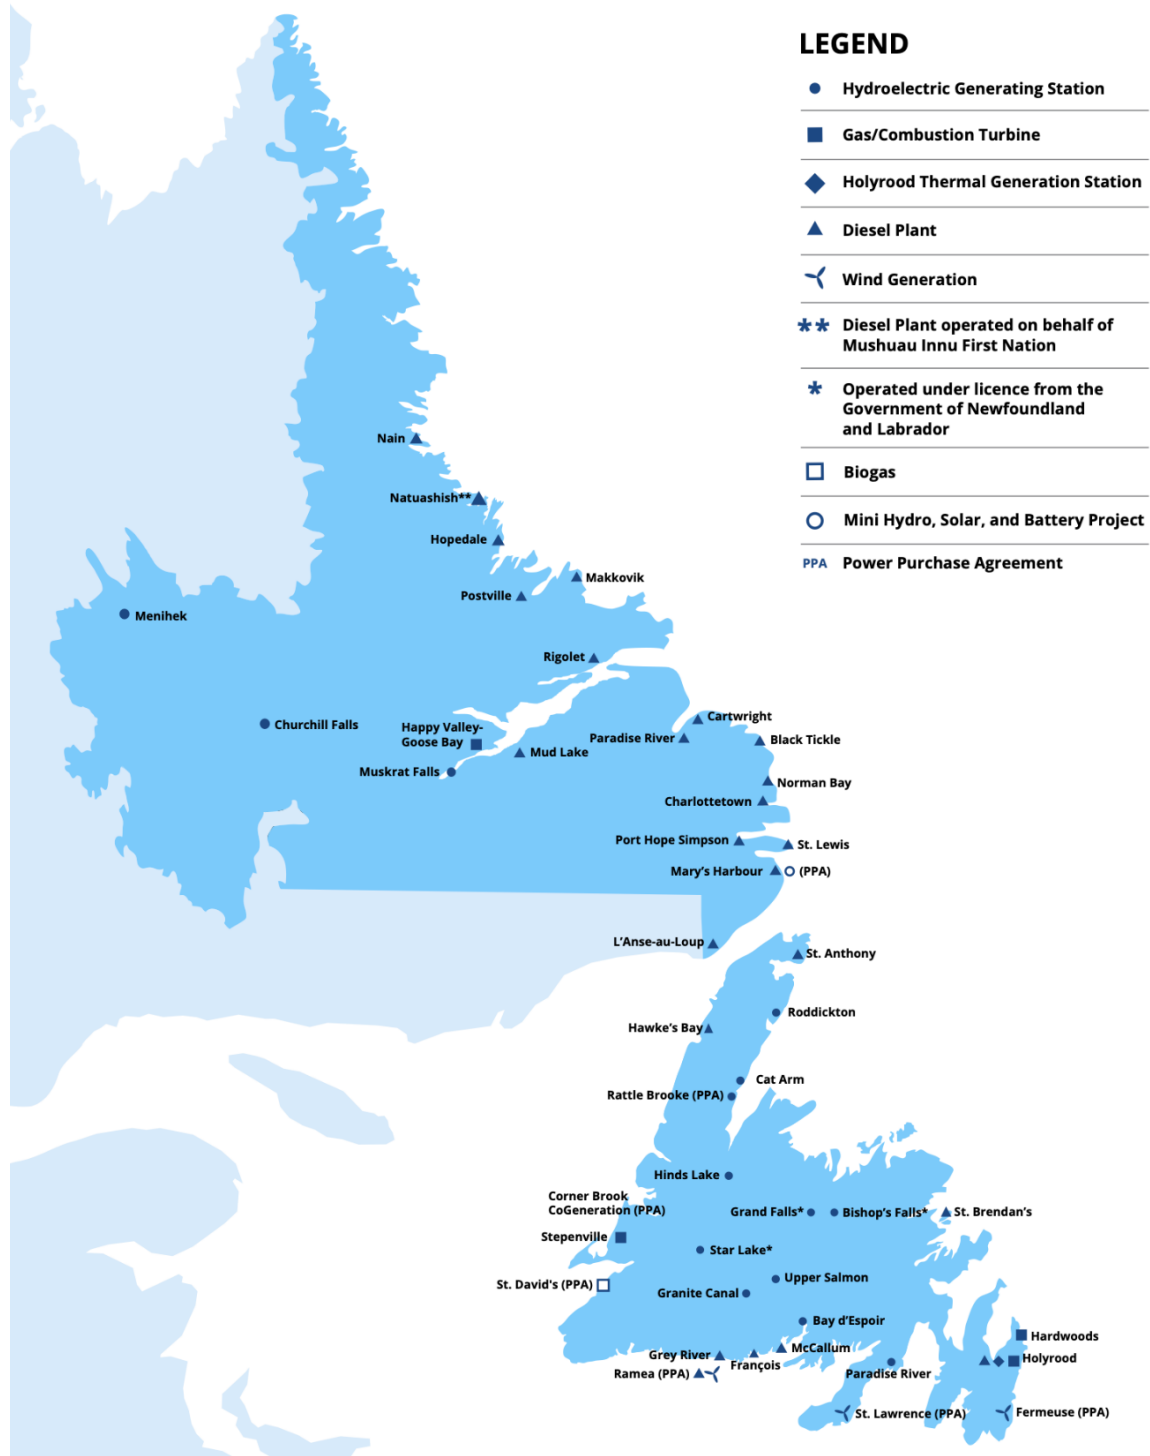 LEGEND
Hydroelectric Generating Station
Gas/Combustion Turbine
Holyrood Thermal Generation Station
Diesel Plant
Wind Generation
** Diesel Plant operated on behalf of
Mushuau Innu First Nation
* Operated under licence from the
Government of Newfoundland
and Labrador
Biogas
Mini Hydro, Solar, and Battery Project
PPA Power Purchase Agreement
Nain
Natuashish**
Hopedale
Makkovik
Postville
Menihek
Rigolet
Cartwright
Churchill Falls
Happy Valley-
Goose Bay
Paradise River
Black Tickle
Mud Lake
Muskrat Falls
Norman Bay
Charlottetown
Port Hope Simpson
St. Lewis
Mary's Harbour
(PPA)
L'Anse-au-Loup
St. Anthony
Roddickton
Hawke's Bay
Cat Arm
Rattle Brooke (PPA)
Hinds Lake
Corner Brook
CoGeneration (PPA)
Grand Falls*
Bishop's Falls*
St. Brendan's
Stepenville
Star Lake*
St. David's (PPA)
Upper Salmon
Granite Canal
Bay d'Espoir
Hardwoods
McCallum
Grey River
Holyrood
François
Ramea (PPA)
Paradise River
St. Lawrence (PPA)
Fermeuse (PPA)